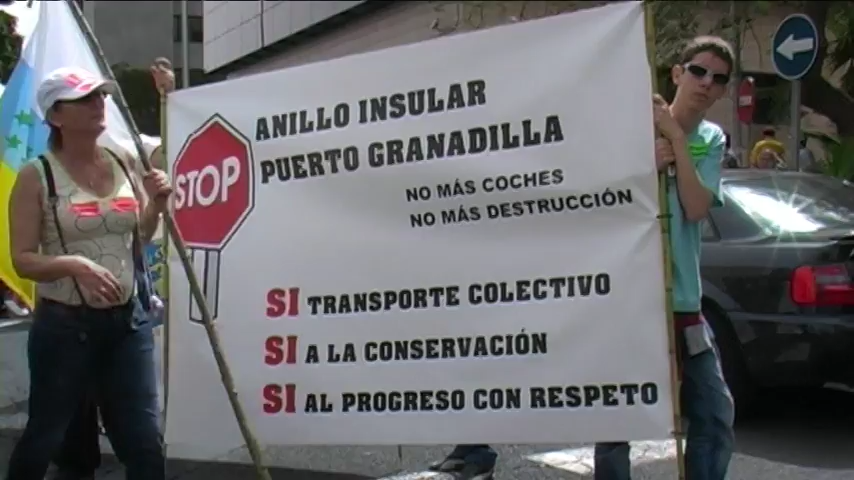 STOP
ANILLO INSULAR
PUERTO GRANADILLA
NO MÁS COCHES
NO MÁS DESTRUCCIÓN
SI TRANSPORTE COLECTIVO
SI A LA CONSERVACIÓN
SI AL PROGRESO CON RESPETO